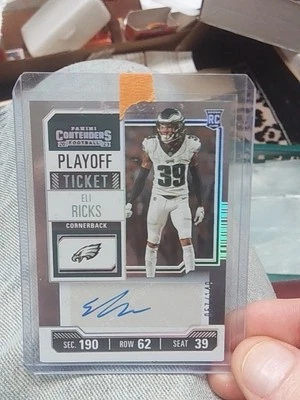 PANINI
CONTENDERS
FOOTBALL
RC
PLAYOFF
TICKET
ELI
RICKS
CORNERBACK
39
SEC. 190 ROW 62 SEAT 39